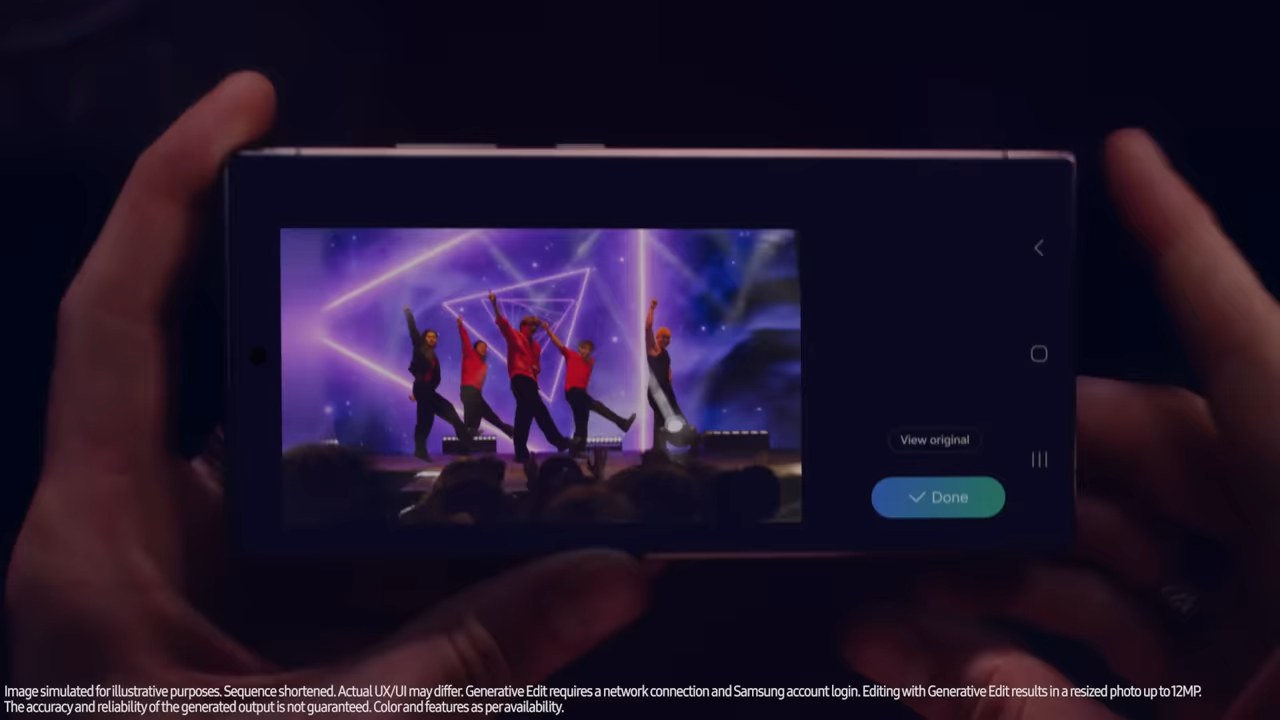 View original
Done
Image simulated for illustrative purposes. Sequence shortened. Actual UX/UI may differ. Generative Edit requires a network connection and Samsung account login. Editing with Generative Edit results in a resized photo up to 12MP.
The accuracy and reliability of the generated output is not guaranteed. Color and features as per availability.